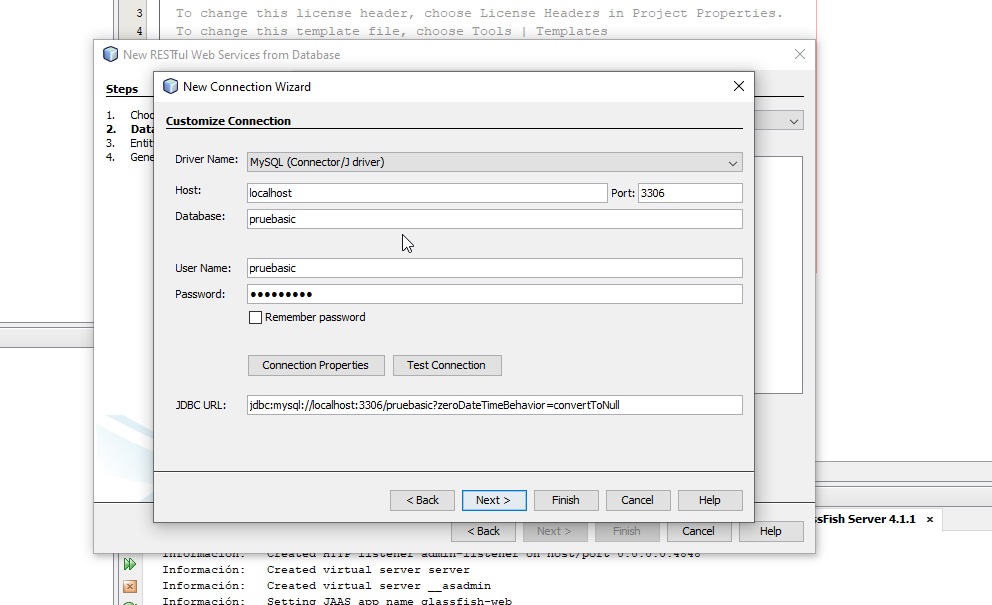 3 To change this license header, choose License Headers in Project Properties.
4 To change this template file, choose Tools | Templates
New RESTful Web Services from Database
Steps
1.
2.
3.
4.
New Connection Wizard
Customize Connection
Driver Name: MySQL (Connector/J driver)
Host: localhost Port: 3306
Database: pruebasic
User Name: pruebasic
Password: ●●●●●●●●●
Remember password
Connection Properties Test Connection
JDBC URL: jdbc:mysql://localhost:3306/pruebasic?zeroDateTimeBehavior=convertToNull
< Back Next > Finish Cancel Help
< Back Next > Finish Cancel Help
ssFish Server 4.1.1
Información: Created HTTP listener admin-listener on host/port 0.0.0.0:4848
Información: Created virtual server server
Información: Created virtual server __asadmin
Información: Setting JAAS app name glassfish-web